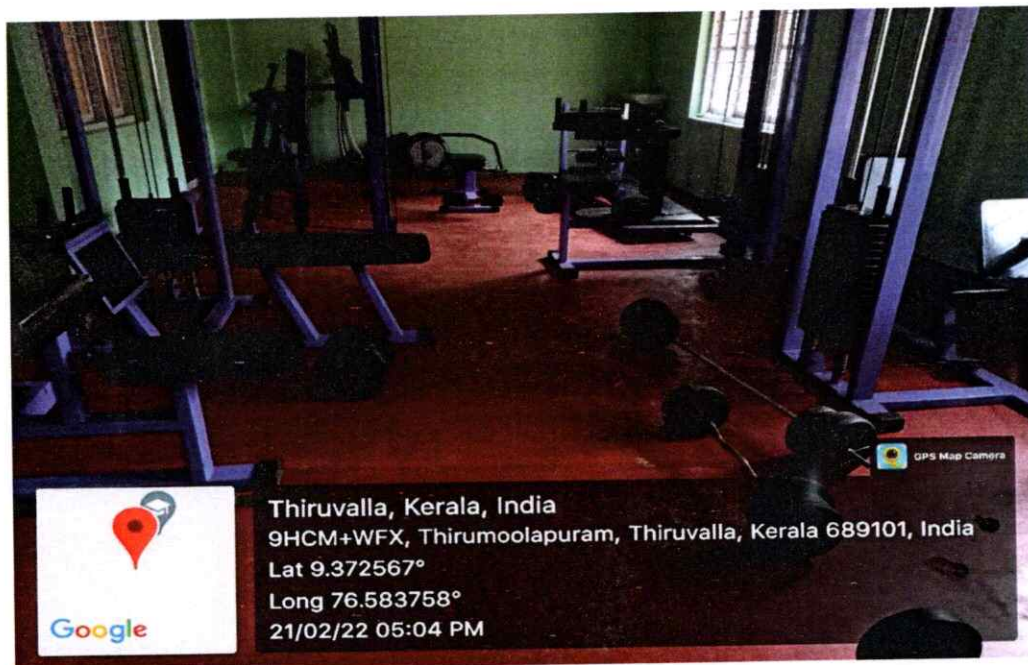 GPS Map Camera
Thiruvalla, Kerala, India
9HCM+WFX, Thirumoolapuram, Thiruvalla, Kerala 689101, India
Lat 9.372567°
Long 76.583758°
21/02/22 05:04 PM
Google